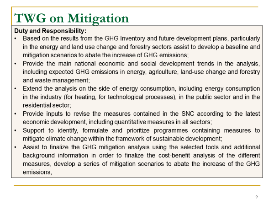 TWG on Mitigation
Duty and Responsibility:
• Based on the results from the GHG Inventory and future development plans, particularly
in the energy and land use change and forestry sectors assist to develop a baseline and
mitigation scenarios to abate the increase of GHG emissions;
• Provide the main national economic and social development trends in the analysis,
including expected GHG emissions in energy, agriculture, land-use change and forestry
and waste management;
• Extend the analysis on the side of energy consumption, including energy consumption
in the industry (for heating, for technological processes), in the public sector and in the
residential sector;
• Provide inputs to revise the measures contained in the SNC according to the latest
economic development, including quantitative measures in all sectors;
• Support to identify, formulate and prioritize programmes containing measures to
mitigate climate change within the framework of sustainable development;
• Assist to finalize the GHG mitigation analysis using the selected tools and additional
background information in order to finalize the cost-benefit analysis of the different
measures, develop a series of mitigation scenarios to abate the increase of the GHG
emissions;